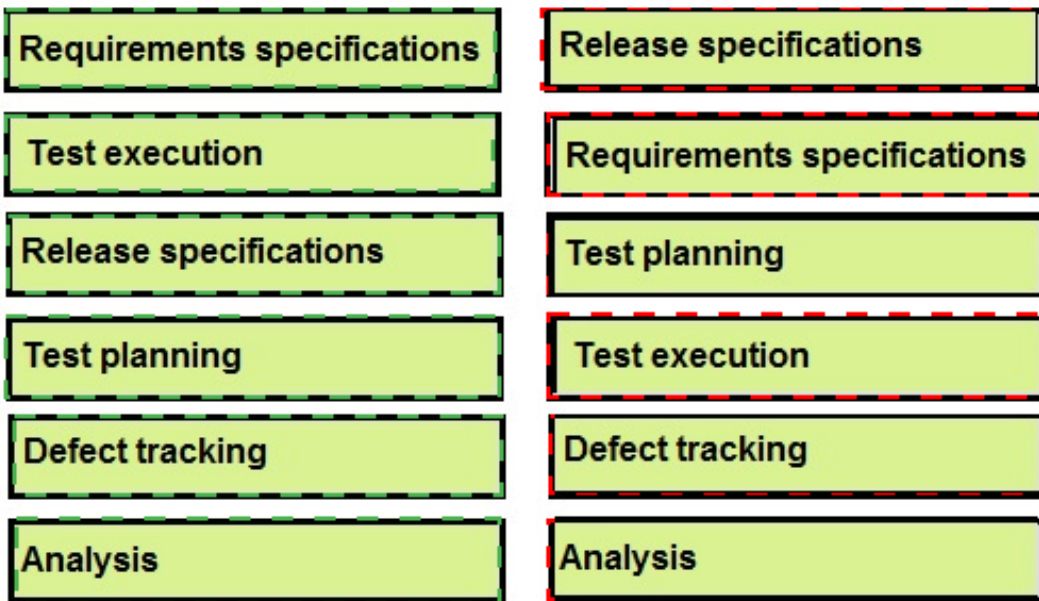 Requirements specifications
Test execution
Release specifications
Test planning
Defect tracking
Analysis
Release specifications
Requirements specifications
Test planning
Test execution
Defect tracking
Analysis